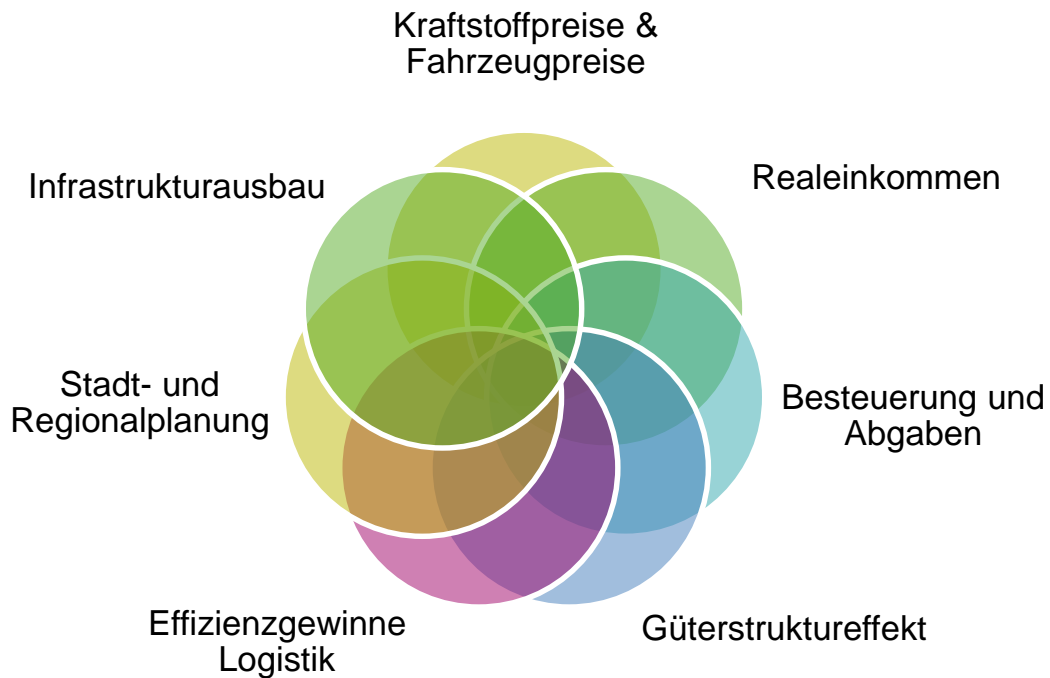 Kraftstoffpreise &
Fahrzeugpreise
Infrastrukturausbau
Realeinkommen
Stadt- und
Regionalplanung
Besteuerung und
Abgaben
Effizienzgewinne
Logistik
Güterstruktureffekt